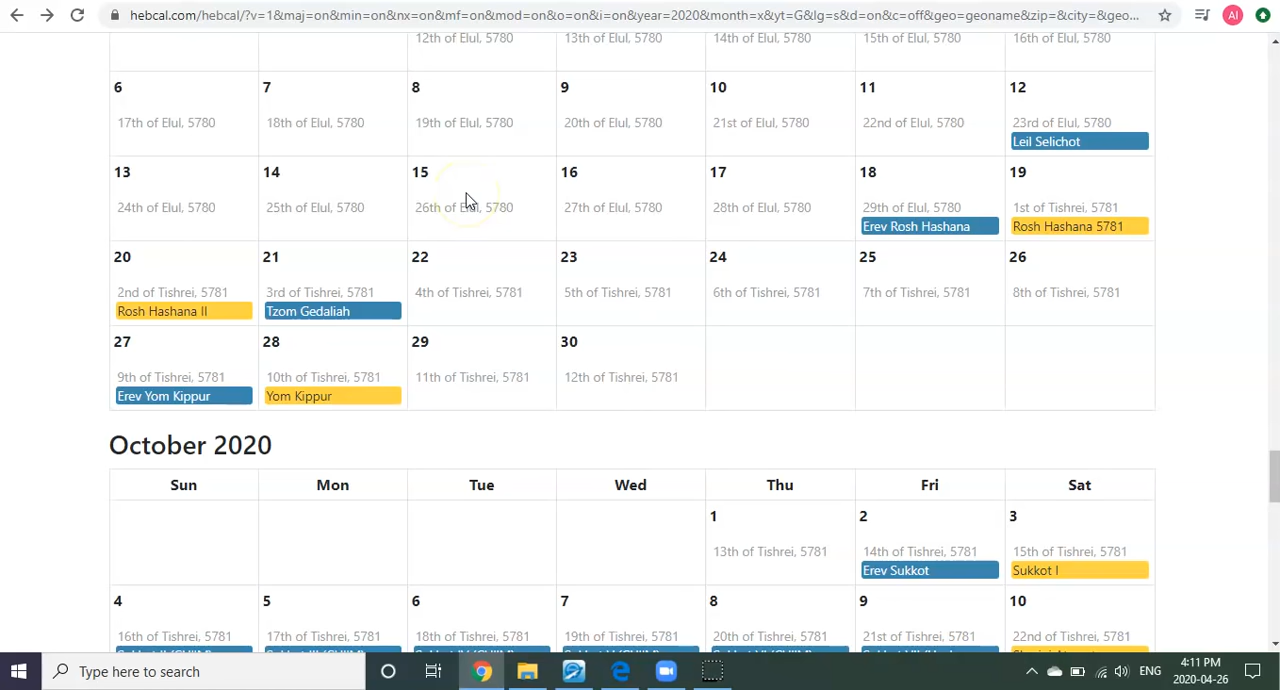 hebcal.com/hebcal/?v=1&maj=on&min=on&nx=on&mf=on&mod=on&o=on&i=on&year=2020&month=x&yt=G&lg=s&d=on&c=off&geo=geoname&zip=&city=&geo...
AI
12th of Elul, 5780 13th of Elul, 5780 14th of Elul, 5780 15th of Elul, 5780 16th of Elul, 5780
6 7 8 9 10 11 12
17th of Elul, 5780 18th of Elul, 5780 19th of Elul, 5780 20th of Elul, 5780 21st of Elul, 5780 22nd of Elul, 5780 23rd of Elul, 5780
Leil Selichot
13 14 15 16 17 18 19
24th of Elul, 5780 25th of Elul, 5780 26th of Elul, 5780 27th of Elul, 5780 28th of Elul, 5780 29th of Elul, 5780 1st of Tishrei, 5781
Erev Rosh Hashana Rosh Hashana 5781
20 21 22 23 24 25 26
2nd of Tishrei, 5781 3rd of Tishrei, 5781 4th of Tishrei, 5781 5th of Tishrei, 5781 6th of Tishrei, 5781 7th of Tishrei, 5781 8th of Tishrei, 5781
Rosh Hashana II Tzom Gedaliah
27 28 29 30
9th of Tishrei, 5781 10th of Tishrei, 5781 11th of Tishrei, 5781 12th of Tishrei, 5781
Erev Yom Kippur Yom Kippur
October 2020
Sun Mon Tue Wed Thu Fri Sat
1 2 3
13th of Tishrei, 5781 14th of Tishrei, 5781 15th of Tishrei, 5781
Erev Sukkot Sukkot I
4 5 6 7 8 9 10
16th of Tishrei, 5781 17th of Tishrei, 5781 18th of Tishrei, 5781 19th of Tishrei, 5781 20th of Tishrei, 5781 21st of Tishrei, 5781 22nd of Tishrei, 5781
Type here to search
ENG
4:11 PM
2020-04-26